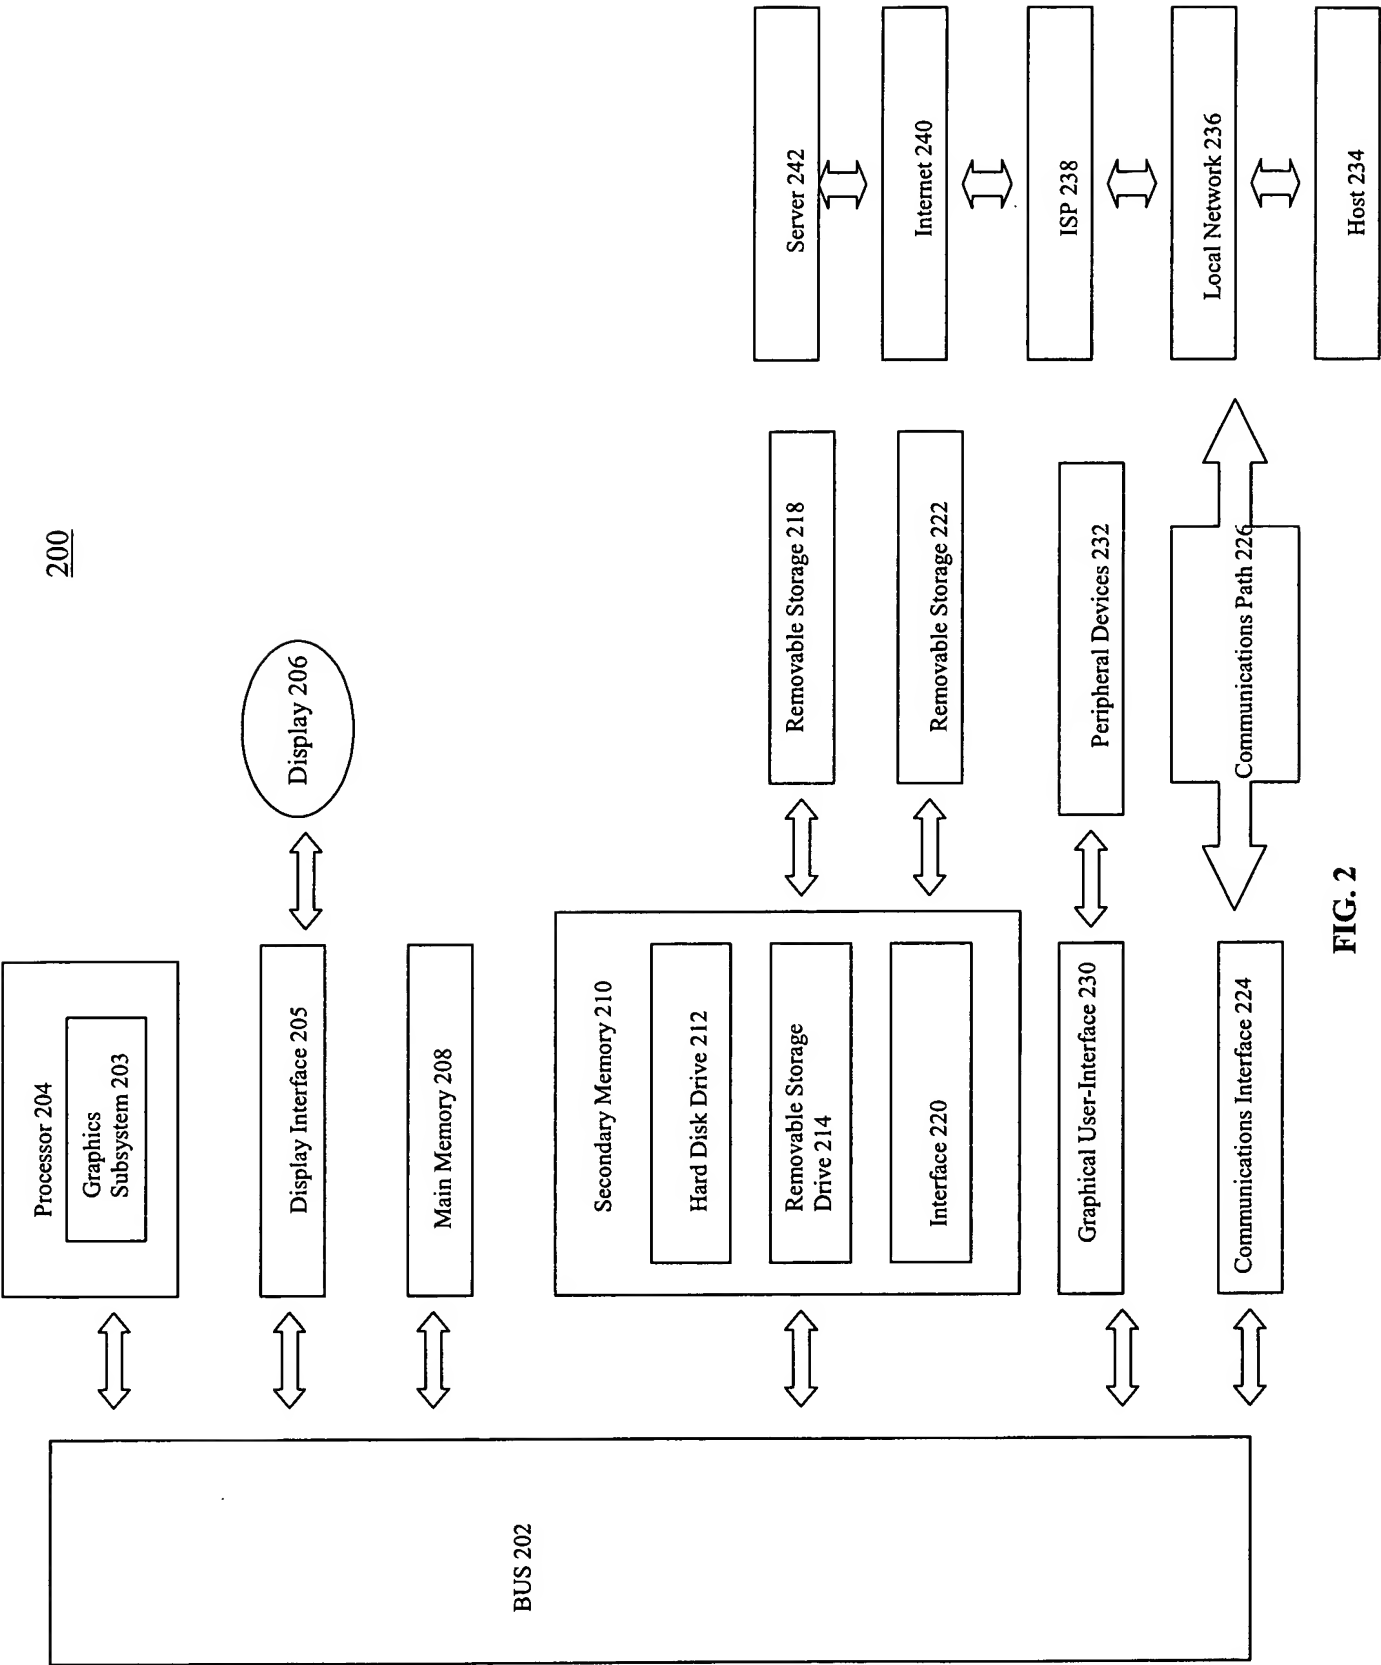 200
Processor 204
Graphics
Subsystem 203
Display Interface 205
Display 206
Main Memory 208
BUS 202
Secondary Memory 210
Hard Disk Drive 212
Removable Storage
Drive 214
Interface 220
Removable Storage 218
Removable Storage 222
Graphical User-Interface 230
Peripheral Devices 232
Communications Interface 224
Communications Path 226
Server 242
Internet 240
ISP 238
Local Network 236
Host 234
FIG. 2